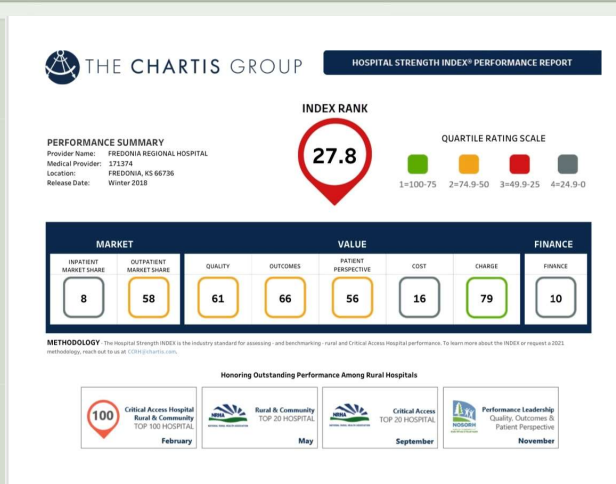 THE CHARTIS GROUP
HOSPITAL STRENGTH INDEX® PERFORMANCE REPORT
INDEX RANK
27.8
PERFORMANCE SUMMARY
Provider Name: FREDONIA REGIONAL HOSPITAL
Medical Provider: 171374
Location: FREDONIA, KS 66736
Release Date: Winter 2018
QUARTILE RATING SCALE
1=100-75 2=74.9-50 3=49.9-25 4=24.9-0
MARKET VALUE FINANCE
INPATIENT MARKET SHARE
OUTPATIENT MARKET SHARE
QUALITY
OUTCOMES
PATIENT PERSPECTIVE
COST
CHARGE
FINANCE
8 58 61 66 56 16 79 10
METHODOLOGY - The Hospital Strength INDEX is the industry standard for assessing - and benchmarking - rural and Critical Access Hospital performance. To learn more about the INDEX or request a 2021
methodology, reach out to us at CCRH@chartis.com.
Honoring Outstanding Performance Among Rural Hospitals
100
Critical Access Hospital
Rural & Community
TOP 100 HOSPITAL
February
NRHA
Rural & Community
TOP 20 HOSPITAL
May
NRHA
Critical Access
TOP 20 HOSPITAL
September
NOSORH
Performance Leadership
Quality, Outcomes &
Patient Perspective
November